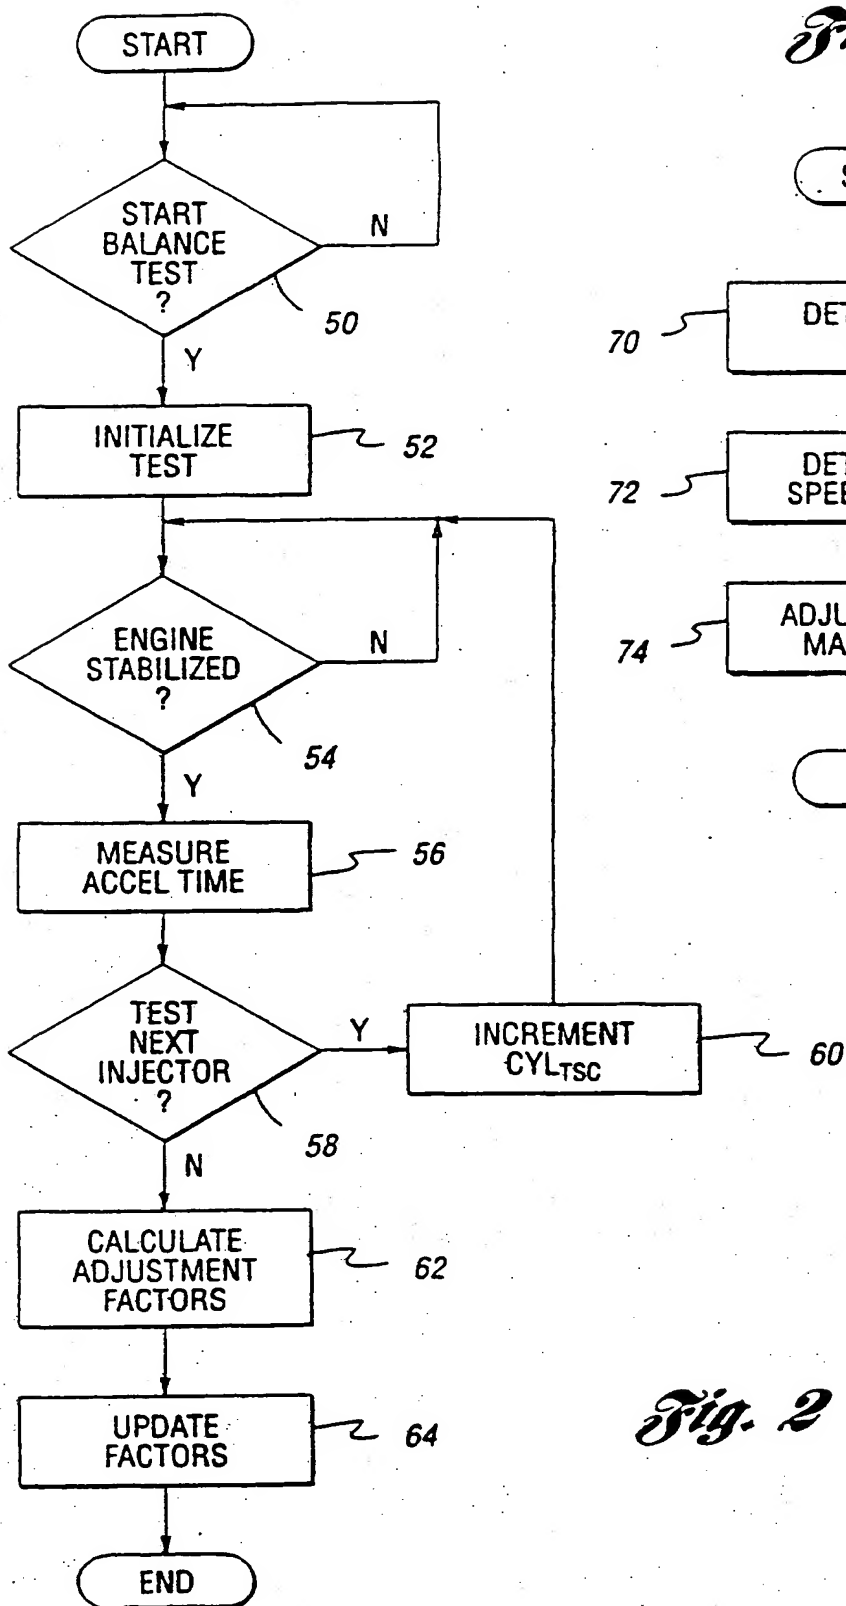 START
START
BALANCE
TEST
?
N
50
Y
INITIALIZE
TEST
52
ENGINE
STABILIZED
?
N
54
Y
MEASURE
ACCEL TIME
56
TEST
NEXT
INJECTOR
?
Y
58
N
INCREMENT
CYLTSC
60
CALCULATE
ADJUSTMENT
FACTORS
62
UPDATE
FACTORS
64
END
Fig. 2
70
72
74